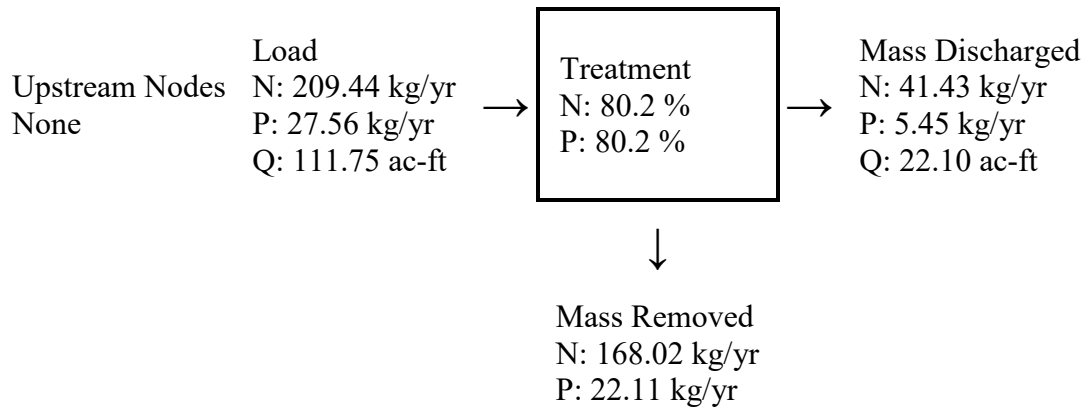 Upstream Nodes
None
Load
N: 209.44 kg/yr
P: 27.56 kg/yr
Q: 111.75 ac-ft
→
Treatment
N: 80.2 %
P: 80.2 %
→
Mass Discharged
N: 41.43 kg/yr
P: 5.45 kg/yr
Q: 22.10 ac-ft
↓
Mass Removed
N: 168.02 kg/yr
P: 22.11 kg/yr